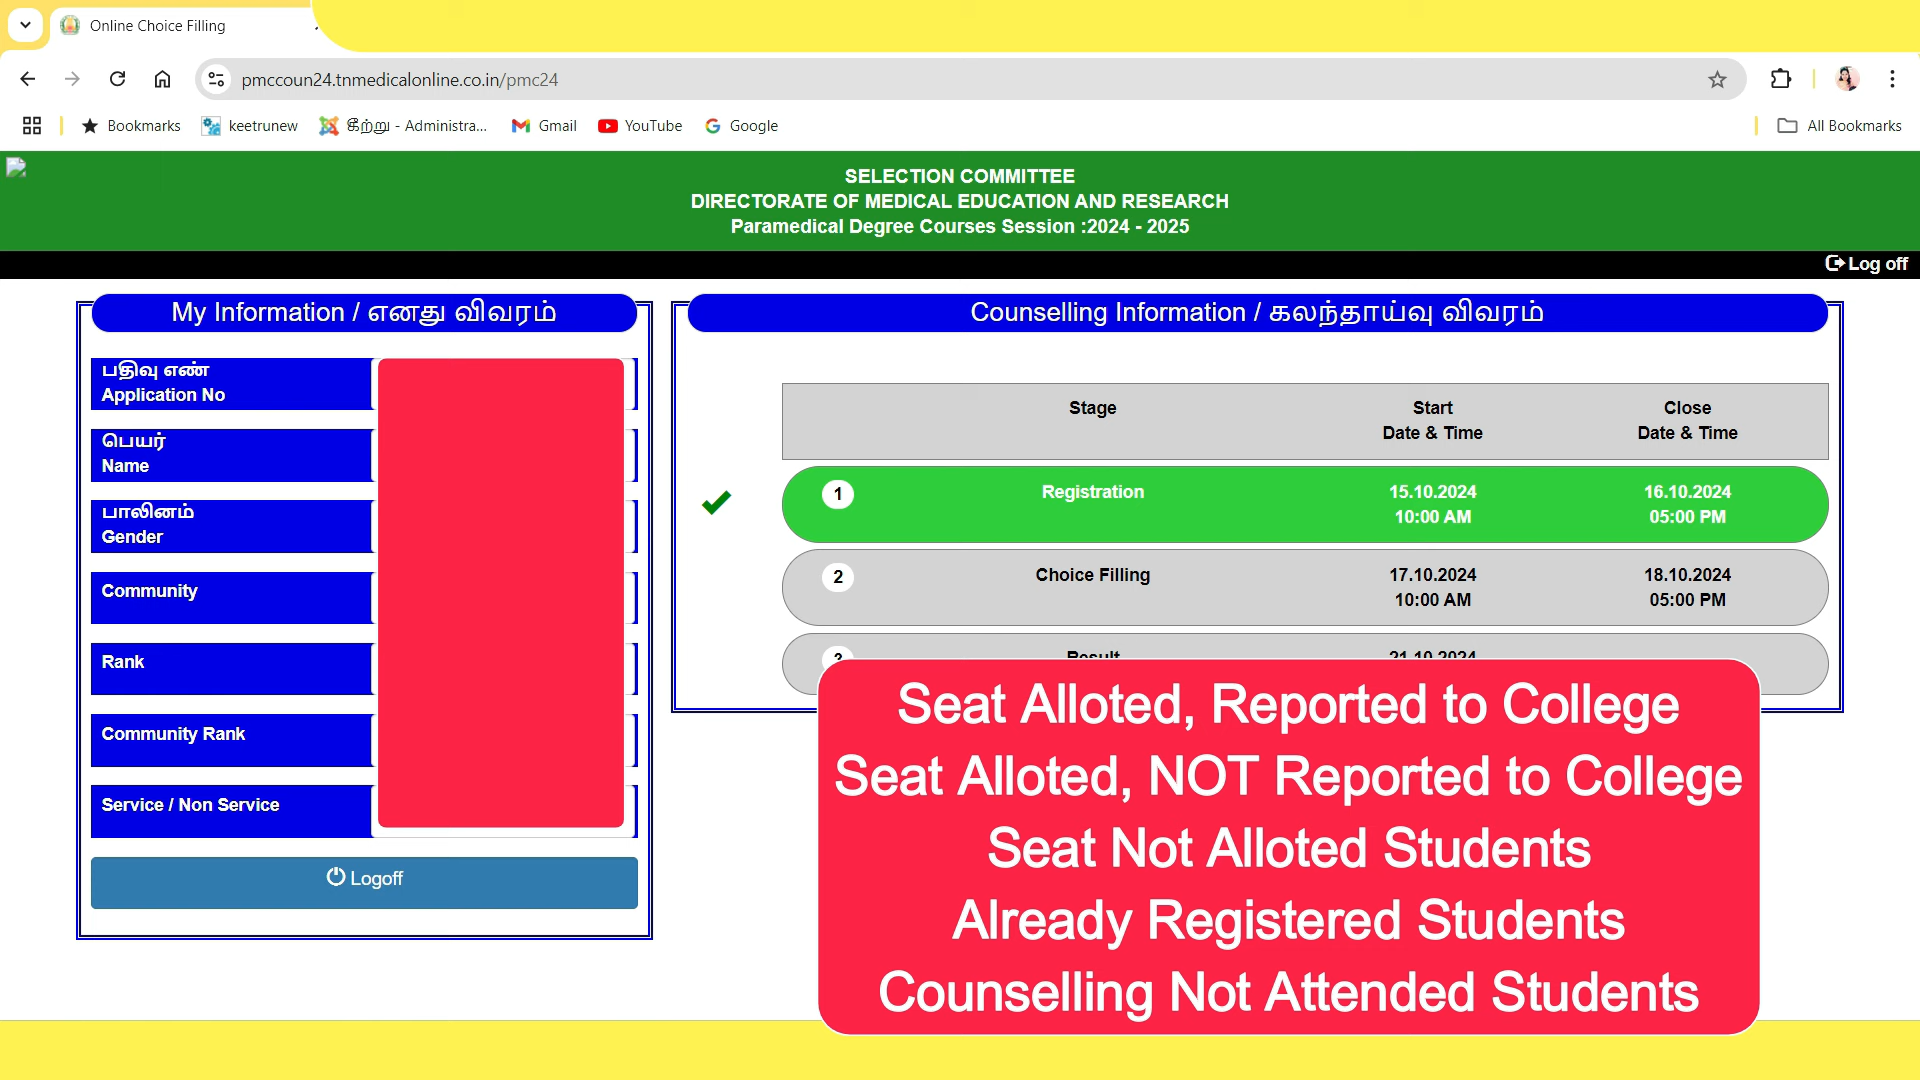 Online Choice Filling
pmccoun24.tnmedicalonline.co.in/pmc24
Bookmarks
keetrunew
கீற்று - Administra...
Gmail
YouTube
Google
All Bookmarks
SELECTION COMMITTEE
DIRECTORATE OF MEDICAL EDUCATION AND RESEARCH
Paramedical Degree Courses Session :2024 - 2025
Log off
My Information / எனது விவரம்
பதிவு எண்
Application No
பெயர்
Name
பாலினம்
Gender
Community
Rank
Community Rank
Service / Non Service
Logoff
Counselling Information / கலந்தாய்வு விவரம்
Stage
Start
Date & Time
Close
Date & Time
1
Registration
15.10.2024
10:00 AM
16.10.2024
05:00 PM
2
Choice Filling
17.10.2024
10:00 AM
18.10.2024
05:00 PM
3
Result
21.10.2024
Seat Alloted, Reported to College
Seat Alloted, NOT Reported to College
Seat Not Alloted Students
Already Registered Students
Counselling Not Attended Students